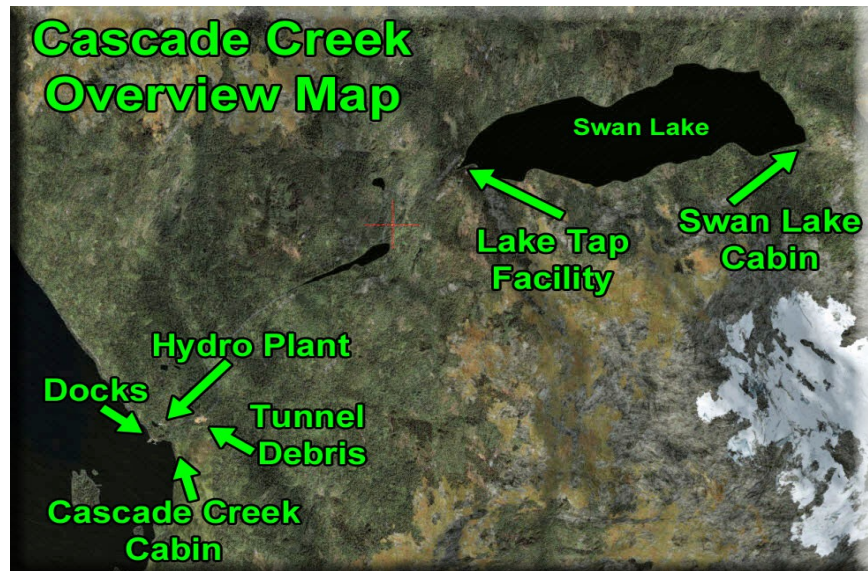 Cascade Creek
Overview Map
Swan Lake
Lake Tap
Facility
Swan Lake
Cabin
Hydro Plant
Docks
Tunnel
Debris
Cascade Creek
Cabin